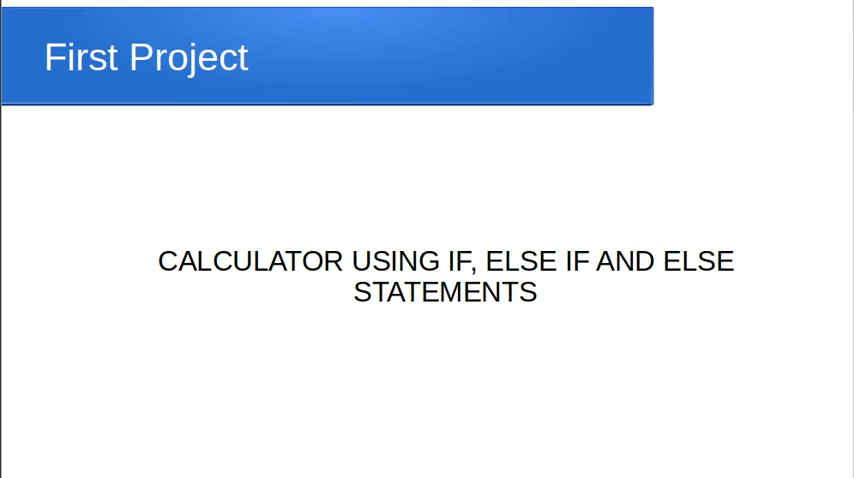 First Project
CALCULATOR USING IF, ELSE IF AND ELSE
STATEMENTS